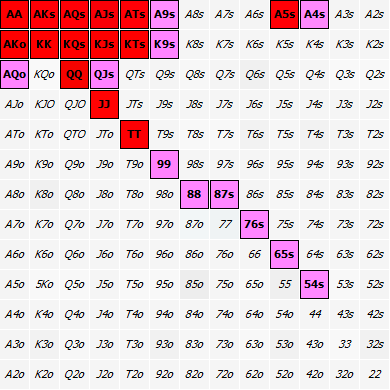 AA AKs AQs AJs ATs A9s A8s A7s A6s A5s A4s A3s A2s
AKo KK KQs KJs KTs K9s K8s K7s K6s K5s K4s K3s K2s
AQo KQo QQ QJs QTs Q9s Q8s Q7s Q6s Q5s Q4s Q3s Q2s
AJo KJO QJO JJ JTs J9s J8s J7s J6s J5s J4s J3s J2s
ATo KTo QTO JTo TT T9s T8s T7s T6s T5s T4s T3s T2s
A9o K9o Q9o J9o T9o 99 98s 97s 96s 95s 94s 93s 92s
A8o K8o Q8o J8o T8o 98o 88 87s 86s 85s 84s 83s 82s
A7o K7o Q7o J7o T7o 97o 87o 77 76s 75s 74s 73s 72s
A6o K6o Q6o J6o T6o 96o 86o 76o 66 65s 64s 63s 62s
A5o 5Ko Q5o J5o T5o 95o 85o 75o 65o 55 54s 53s 52s
A4o K4o Q4o J4o T4o 94o 84o 74o 64o 54o 44 43s 42s
A3o K3o Q3o J3o T3o 93o 83o 73o 63o 53o 43o 33 32s
A2o K2o Q2o J2o T2o 92o 82o 72o 62o 52o 42o 32o 22